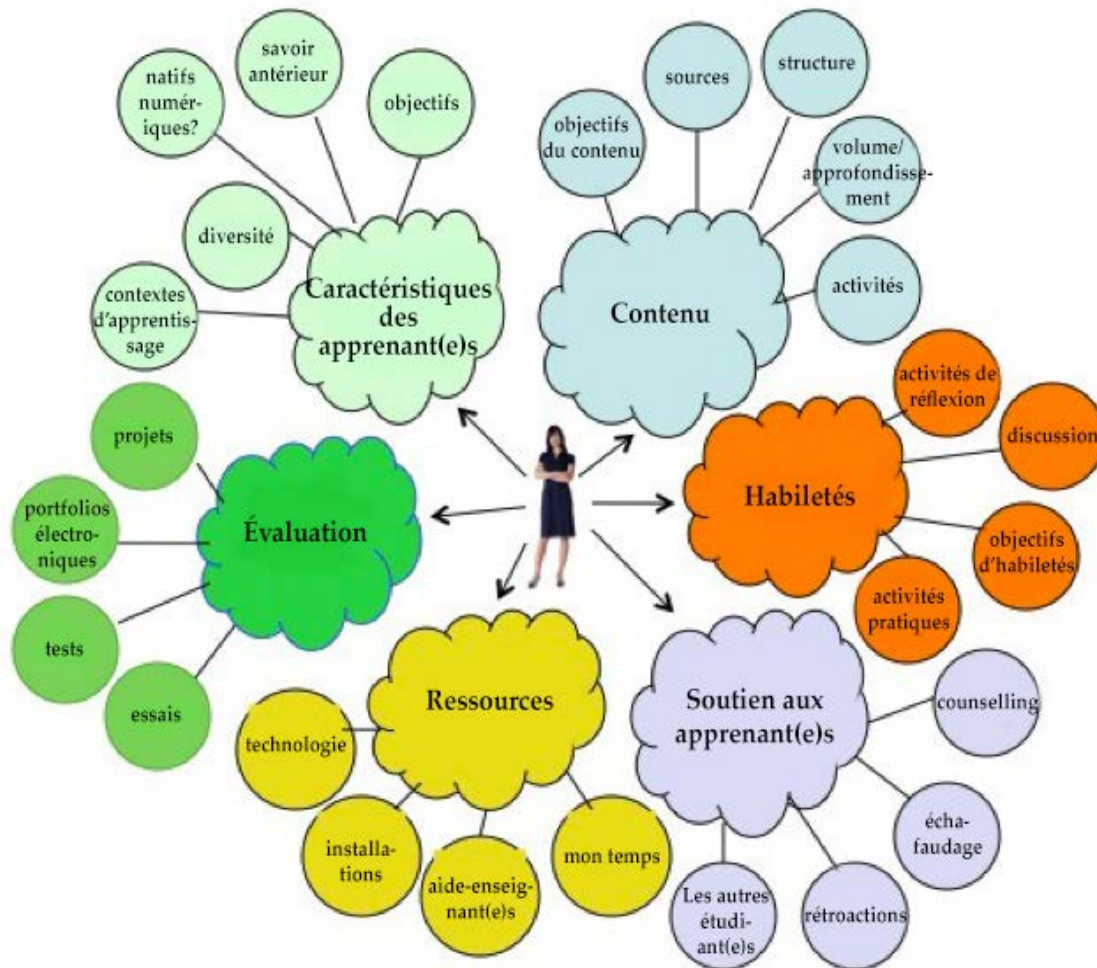 natifs
numér-
iques?
savoir
antérieur
objectifs
diversité
contextes
d'apprentis-
sage
Caractéristiques
des
apprenant(e)s
objectifs
du contenu
sources
structure
volume/
approfondisse-
ment
activités
Contenu
activités de
réflexion
discussion
objectifs
d'habiletés
activités
pratiques
Habiletés
projets
portfolios
électro-
niques
tests
essais
Évaluation
Ressources
technologie
installa-
tions
aide-enseig-
nant(e)s
mon temps
Soutien aux
apprenant(e)s
counselling
écha-
faudage
rétroactions
Les autres
étudi-
ant(e)s